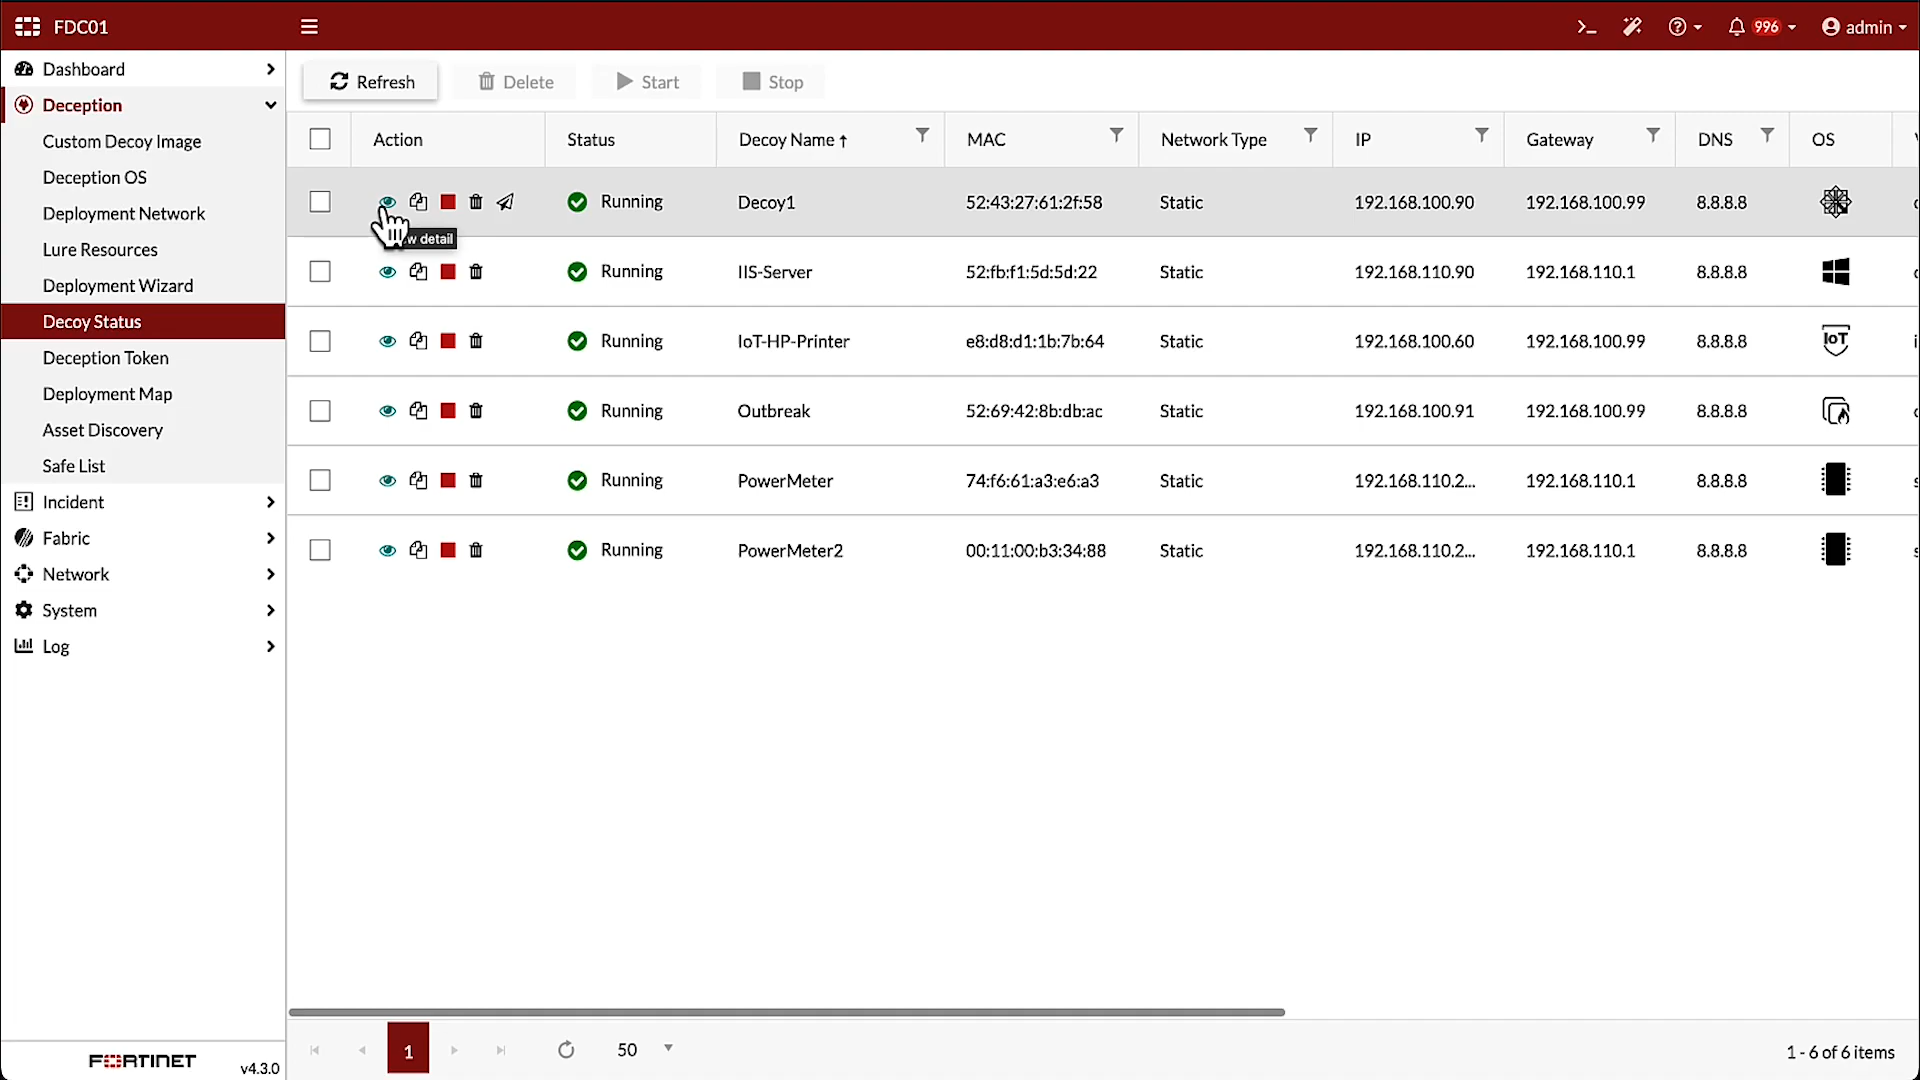 FDC01
996
admin
Dashboard
Deception
Custom Decoy Image
Deception OS
Deployment Network
Lure Resources
Deployment Wizard
Decoy Status
Deception Token
Deployment Map
Asset Discovery
Safe List
Incident
Fabric
Network
System
Log
FORTINET
v4.3.0
Refresh Delete Start Stop
Action Status Decoy Name MAC Network Type IP Gateway DNS OS
Running Decoy1 52:43:27:61:2f:58 Static 192.168.100.90 192.168.100.99 8.8.8.8
detail
Running IIS-Server 52:fb:f1:5d:5d:22 Static 192.168.110.90 192.168.110.1 8.8.8.8
Running IoT-HP-Printer e8:d8:d1:1b:7b:64 Static 192.168.100.60 192.168.100.99 8.8.8.8 IoT
Running Outbreak 52:69:42:8b:db:ac Static 192.168.100.91 192.168.100.99 8.8.8.8
Running PowerMeter 74:f6:61:a3:e6:a3 Static 192.168.110.2... 192.168.110.1 8.8.8.8
Running PowerMeter2 00:11:00:b3:34:88 Static 192.168.110.2... 192.168.110.1 8.8.8.8
1
50
1 - 6 of 6 items